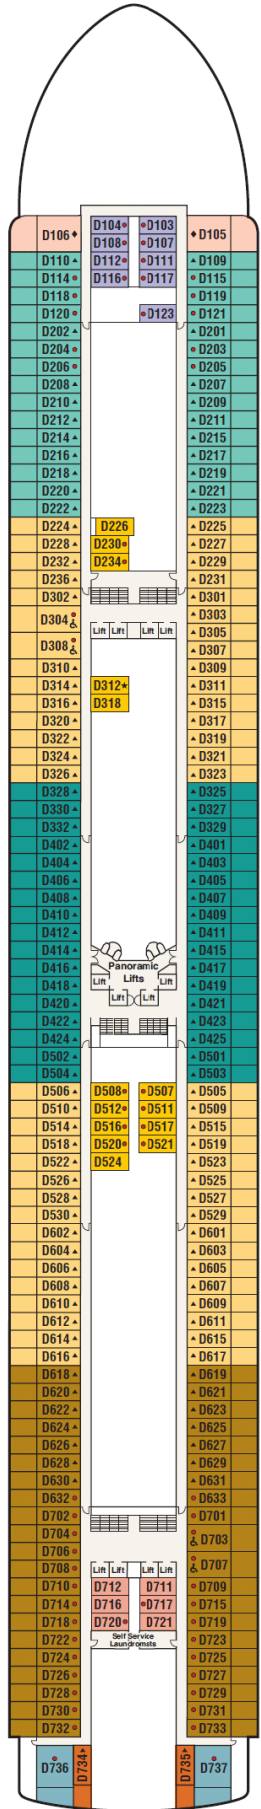 D104 D103
D106 D105
D108 D107
D110 D112 D111 D109
D114 D116 D117 D115
D118 D119
D120 D123 D121
D202 D201
D204 D203
D206 D205
D208 D207
D210 D209
D212 D211
D214 D215
D216 D217
D218 D219
D220 D221
D222 D223
D224 D226 D225
D228 D230 D227
D232 D234 D229
D236 D231
D302 D301
D304 D303
Lift Lift Lift Lift D305
D308 D307
D310 D309
D314 D312 D311
D316 D318 D315
D320 D317
D322 D319
D324 D321
D326 D323
D328 D325
D330 D327
D332 D329
D402 D401
D404 D403
D406 D405
D408 D407
D410 D409
D412 D411
D414 D415
D416 Panoramic D417
Lifts
D418 Lift Lift D419
D420 Lift Lift D421
D422 D423
D424 D425
D502 D501
D504 D503
D506 D508 D507 D505
D510 D512 D511 D509
D514 D516 D517 D515
D518 D520 D521 D519
D522 D524 D523
D526 D525
D528 D527
D530 D529
D602 D601
D604 D603
D606 D605
D608 D607
D610 D609
D612 D611
D614 D615
D616 D617
D618 D619
D620 D621
D622 D623
D624 D625
D626 D627
D628 D629
D630 D631
D632 D633
D702 D701
D704 D703
D706 D707
D708 Lift Lift Lift Lift
D710 D712 D711 D709
D714 D716 D717 D715
D718 D720 D721 D719
D722 Self Service D723
Laundromsts
D724 D725
D726 D727
D728 D729
D730 D731
D732 D733
D736 D734 D735 D737